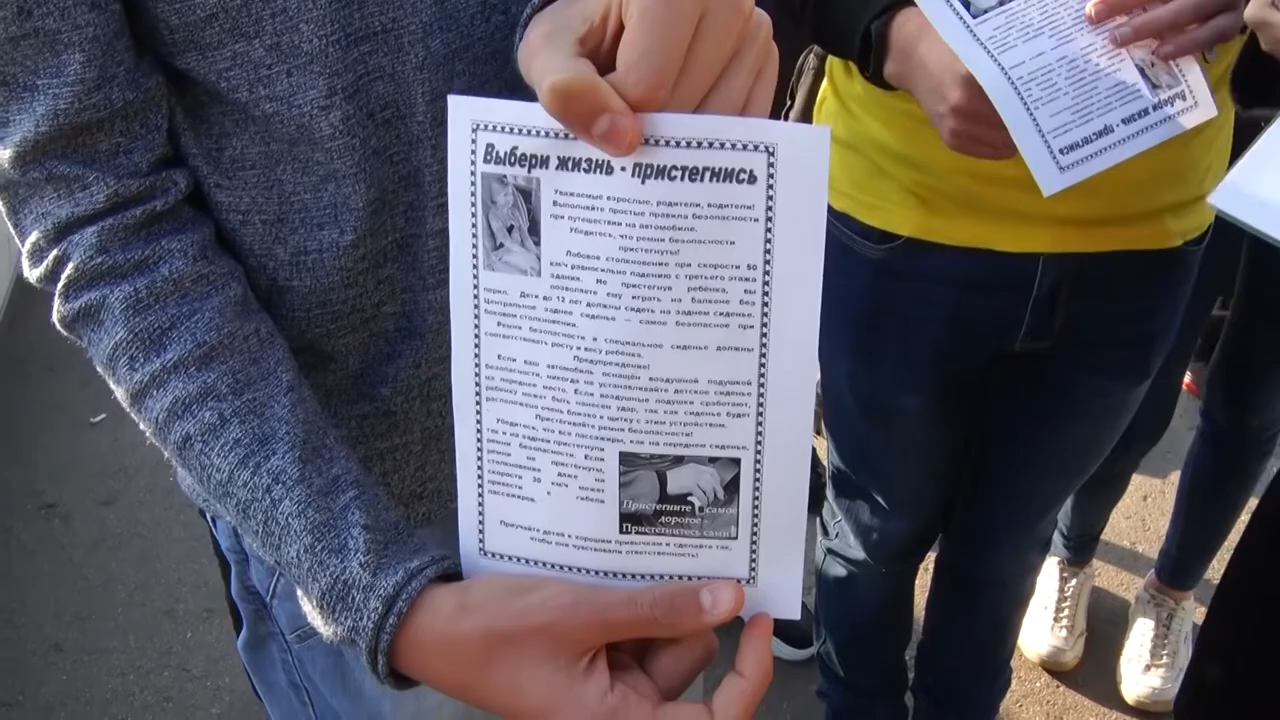 Выбери жизнь - пристегнись
Уважаемые взрослые, родители, водители!
Выполняйте простые правила безопасности
при путешествии на автомобиле.
Убедитесь, что ремни безопасности
пристегнуты!
Лобовое столкновение при скорости 50
км/ч равносильно падению с третьего этажа
здания. Не пристегнув ребёнка, вы
позволяете ему играть на балконе без
перил. Дети до 12 лет должны сидеть на заднем сиденье.
Центральное заднее сиденье — самое безопасное при
боковом столкновении.
Ремни безопасности и специальное сиденье должны
соответствовать росту и весу ребёнка.
Предупреждение!
Если ваш автомобиль оснащён воздушной подушкой
безопасности, никогда не устанавливайте детское сиденье
на переднее место. Если воздушные подушки сработают,
ребёнку может быть нанесен удар, так как сиденье будет
расположено очень близко к щитку с этим устройством.
Пристёгивайте ремни безопасности!
Убедитесь, что все пассажиры, как на переднем сиденье,
так и на заднем пристегнули
ремни безопасности. Если
ремни не пристёгнуты,
столкновение даже на
скорости 30 км/ч может
привести к гибели
пассажиров.
Пристегните самое
дорогое -
Пристегнитесь сами!
Приучайте детей к хорошим привычкам и сделайте так,
чтобы они чувствовали ответственность!
Выбери жизнь - пристегнись